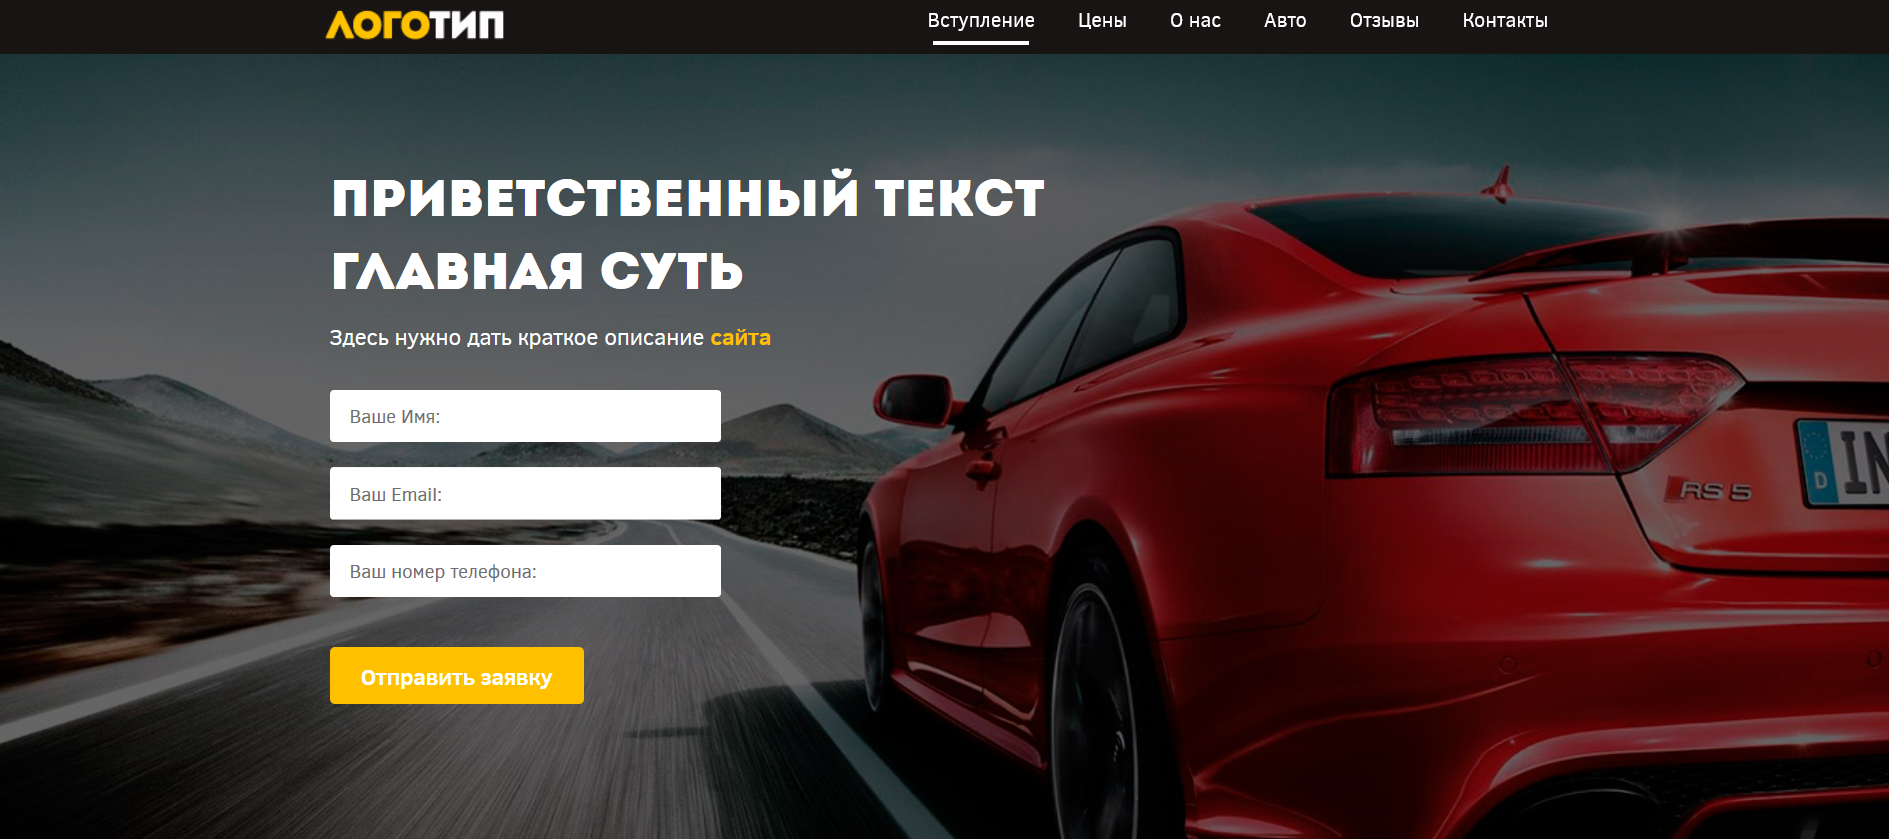 ЛОГОТИП
Вступление Цены О нас Авто Отзывы Контакты
ПРИВЕТСТВЕННЫЙ ТЕКСТ
ГЛАВНАЯ СУТЬ
Здесь нужно дать краткое описание сайта
Ваше Имя:
Ваш Email:
Ваш номер телефона:
Отправить заявку
RS 5
D IN